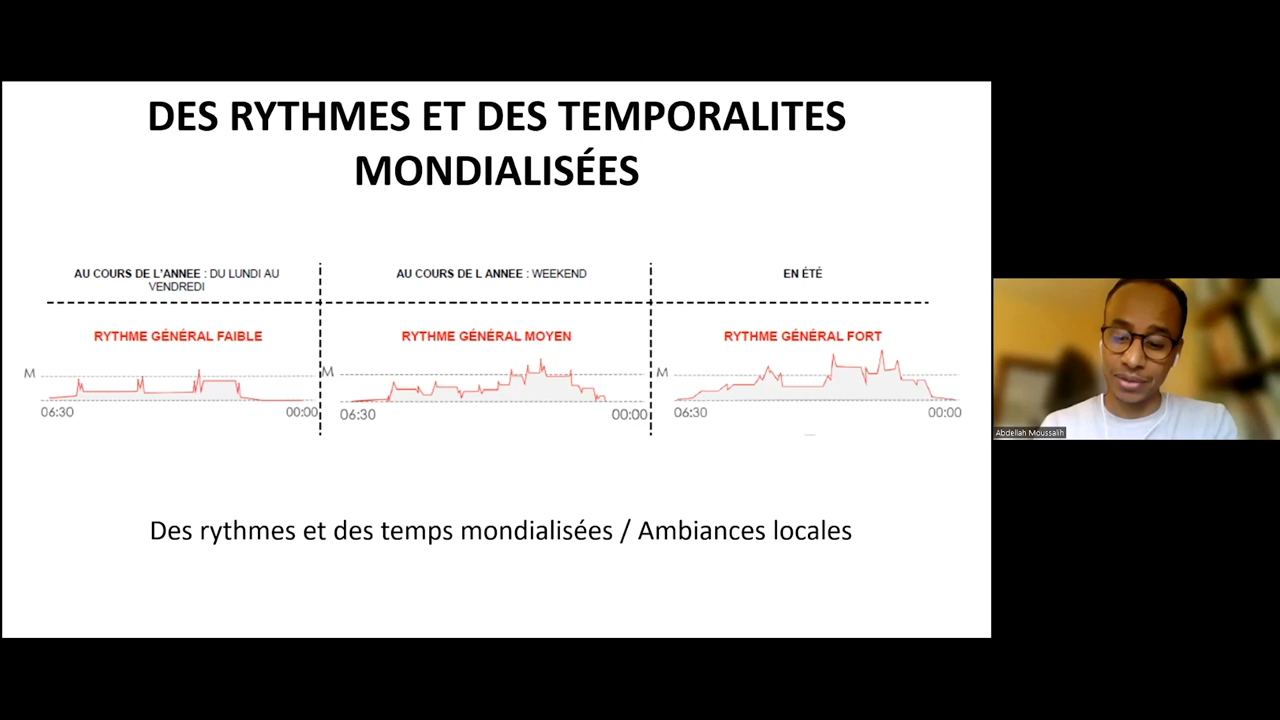 DES RYTHMES ET DES TEMPORALITES
MONDIALISÉES
AU COURS DE L'ANNEE : DU LUNDI AU
VENDREDI
AU COURS DE L ANNEE : WEEKEND
EN ÉTÉ
RYTHME GÉNÉRAL FAIBLE
RYTHME GÉNÉRAL MOYEN
RYTHME GÉNÉRAL FORT
M
M
M
06:30
00:00
06:30
00:00
06:30
00:00
Des rythmes et des temps mondialisées / Ambiances locales
Abdellah Moussalih